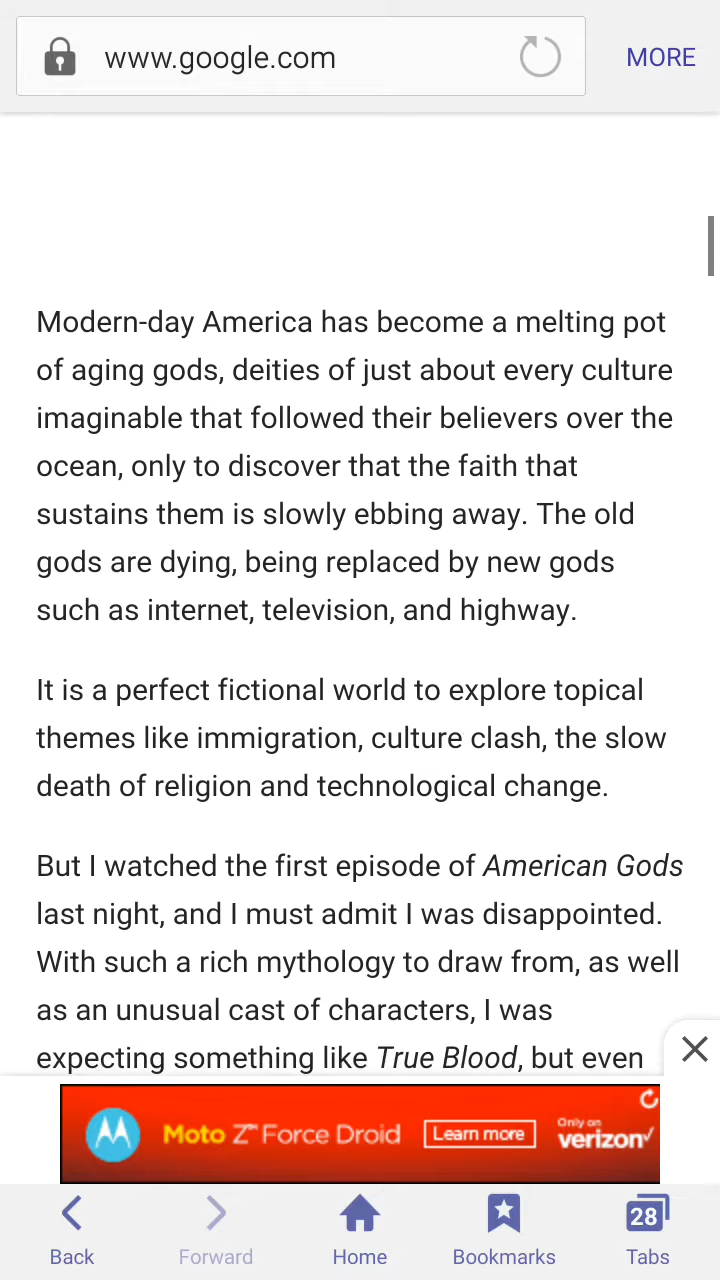 www.google.com
MORE
Modern-day America has become a melting pot
of aging gods, deities of just about every culture
imaginable that followed their believers over the
ocean, only to discover that the faith that
sustains them is slowly ebbing away. The old
gods are dying, being replaced by new gods
such as internet, television, and highway.
It is a perfect fictional world to explore topical
themes like immigration, culture clash, the slow
death of religion and technological change.
But I watched the first episode of American Gods
last night, and I must admit I was disappointed.
With such a rich mythology to draw from, as well
as an unusual cast of characters, I was
expecting something like True Blood, but even
Moto Z™ Force Droid
Learn more
Only on
verizon✓
Back
Forward
Home
Bookmarks
28
Tabs